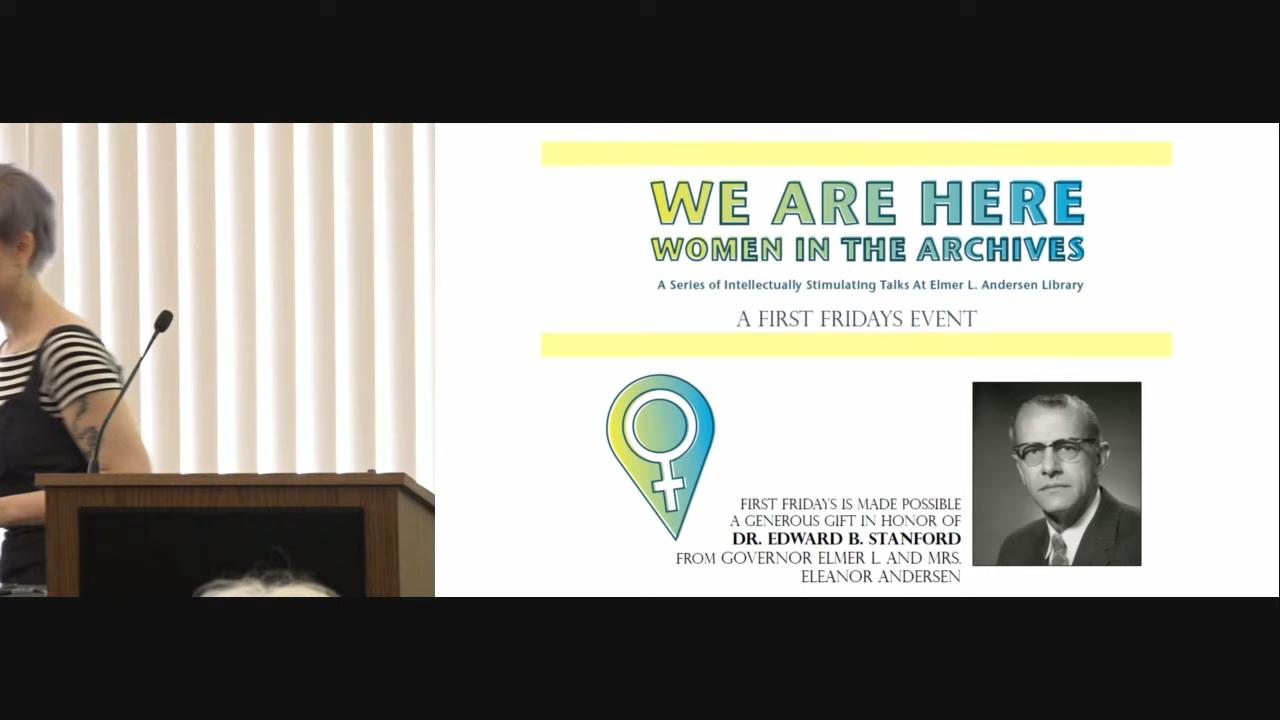 WE ARE HERE
WOMEN IN THE ARCHIVES
A Series of Intellectually Stimulating Talks At Elmer L. Andersen Library
A FIRST FRIDAYS EVENT
FIRST FRIDAYS IS MADE POSSIBLE
A GENEROUS GIFT IN HONOR OF
DR. EDWARD B. STANFORD
FROM GOVERNOR ELMER L. AND MRS.
ELEANOR ANDERSEN